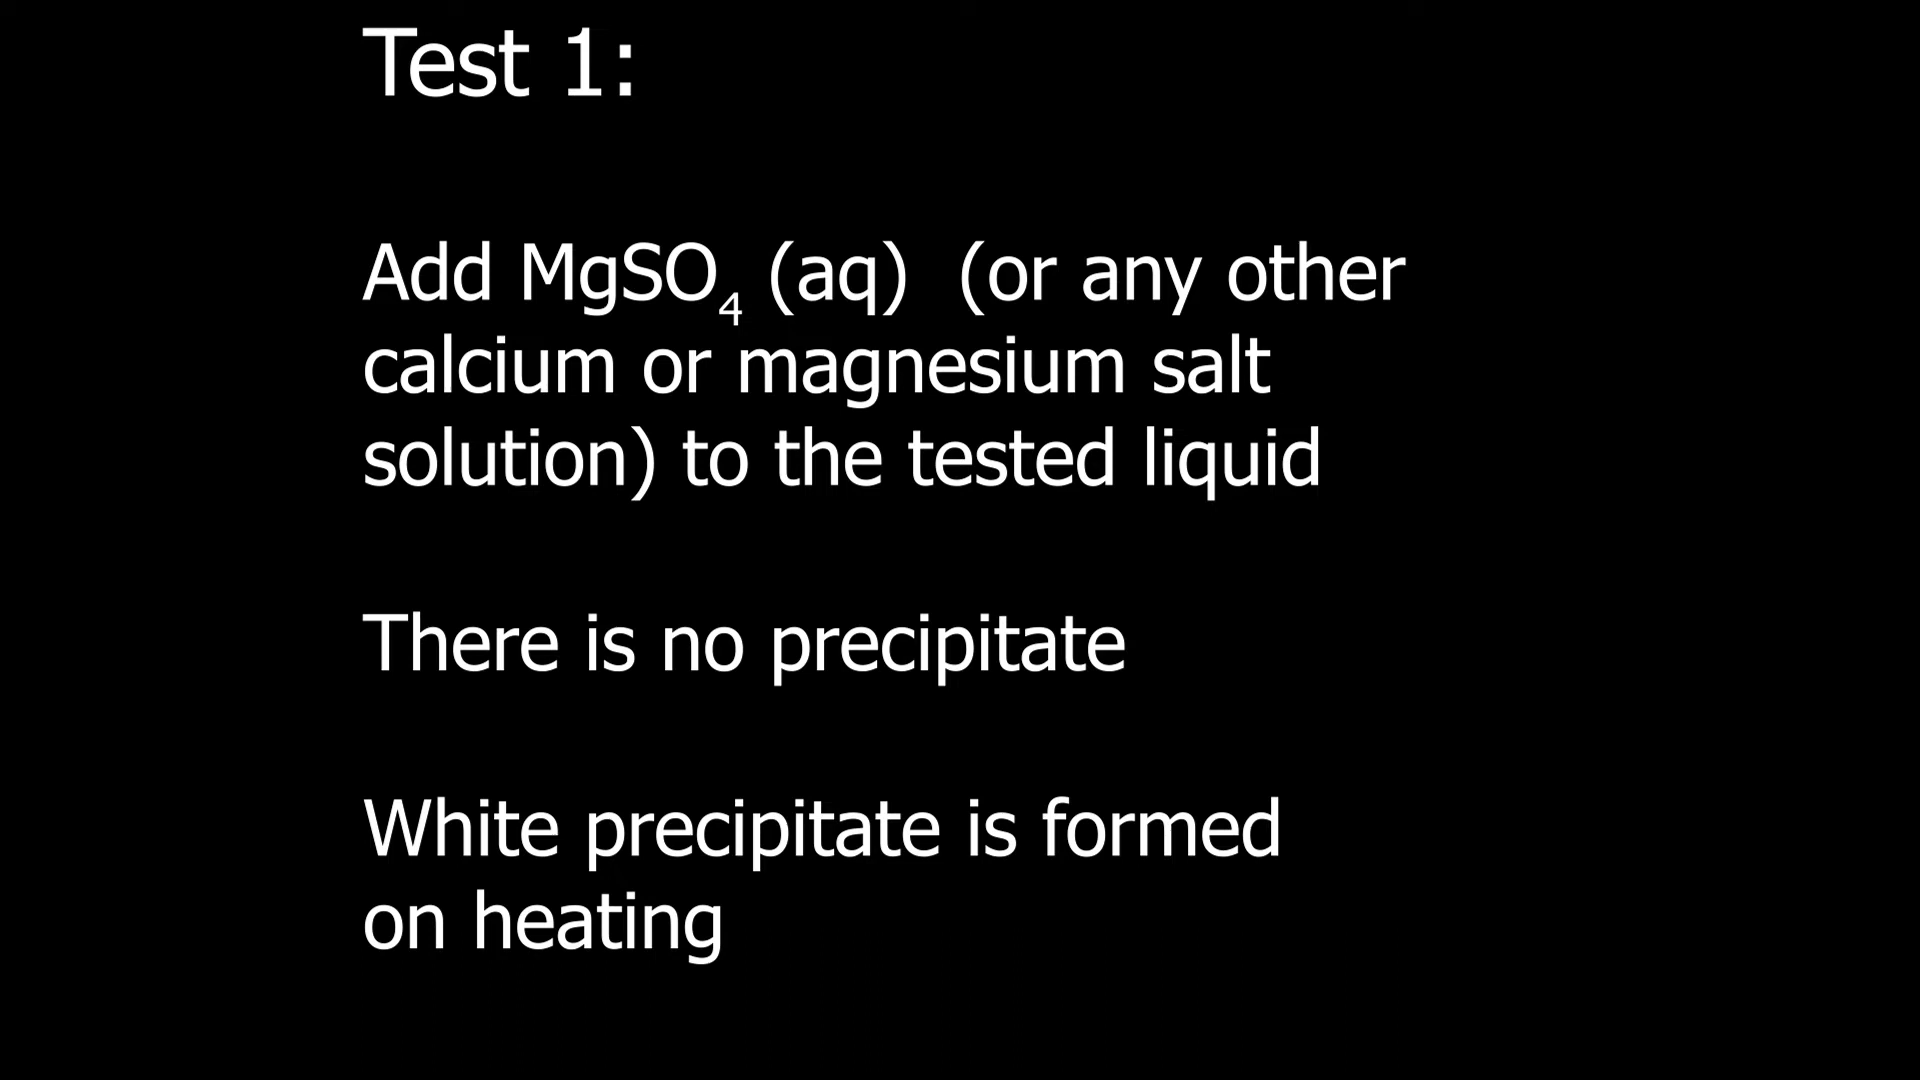 Test 1:
Add MgSO₄ (aq)  (or any other
calcium or magnesium salt
solution) to the tested liquid
There is no precipitate
White precipitate is formed
on heating